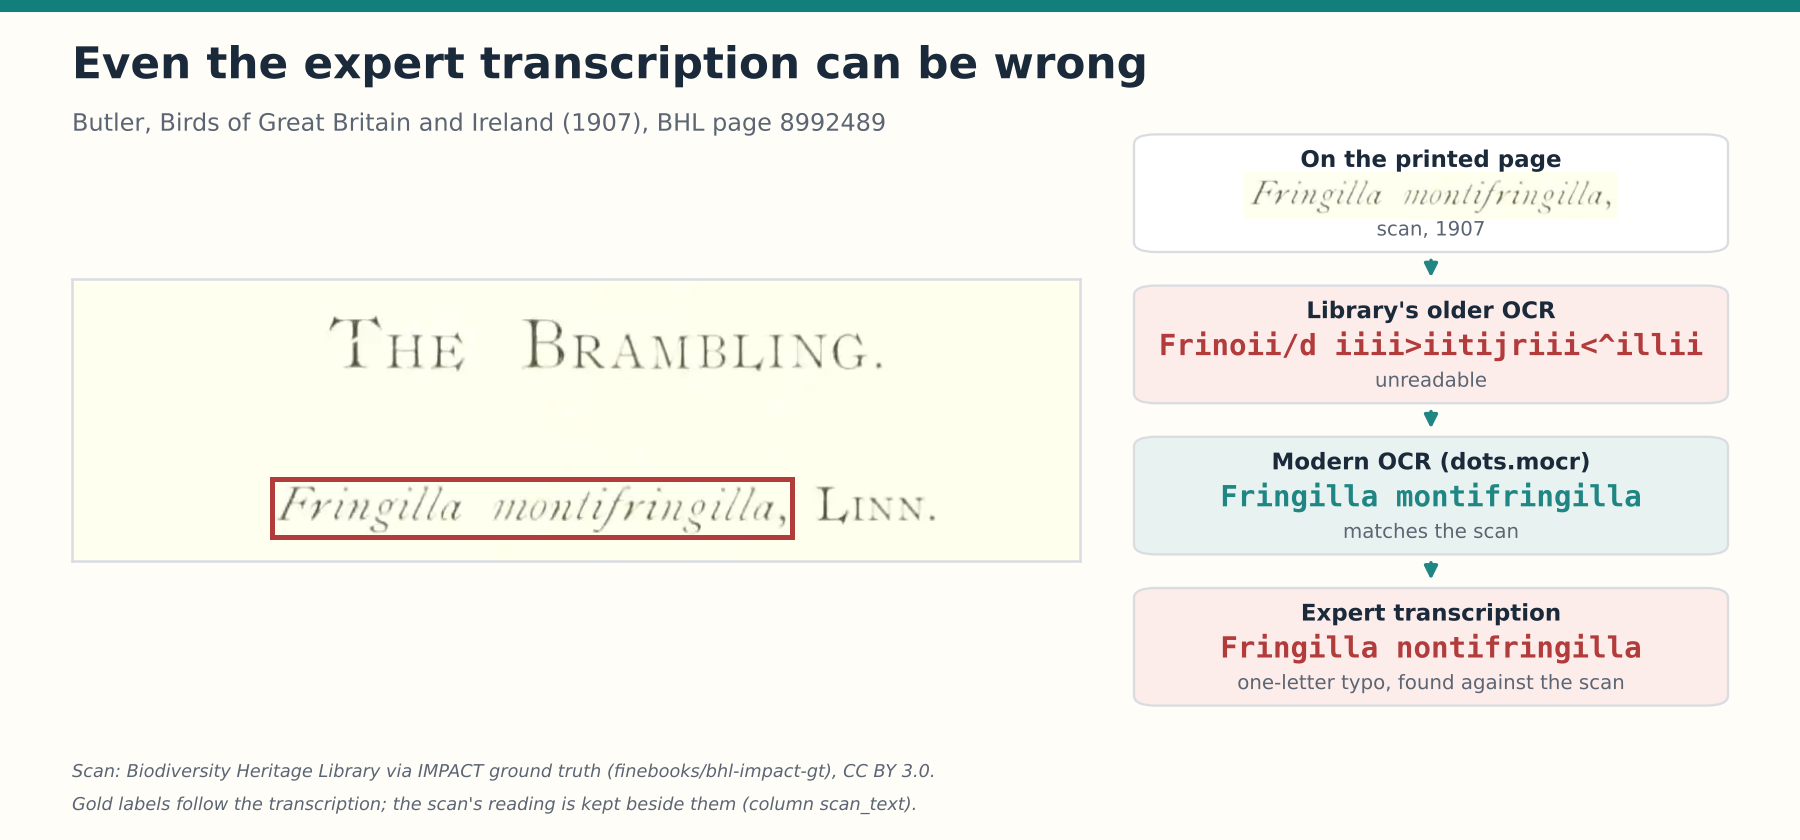 Even the expert transcription can be wrong
Butler, Birds of Great Britain and Ireland (1907), BHL page 8992489
THE BRAMBLING.
Fringilla montifringilla, LINN.
On the printed page
Fringilla montifringilla,
scan, 1907
Library's older OCR
Frinoii/d iiii>iitijriii<^illii
unreadable
Modern OCR (dots.mocr)
Fringilla montifringilla
matches the scan
Expert transcription
Fringilla nontifringilla
one-letter typo, found against the scan
Scan: Biodiversity Heritage Library via IMPACT ground truth (finebooks/bhl-impact-gt), CC BY 3.0.
Gold labels follow the transcription; the scan's reading is kept beside them (column scan_text).